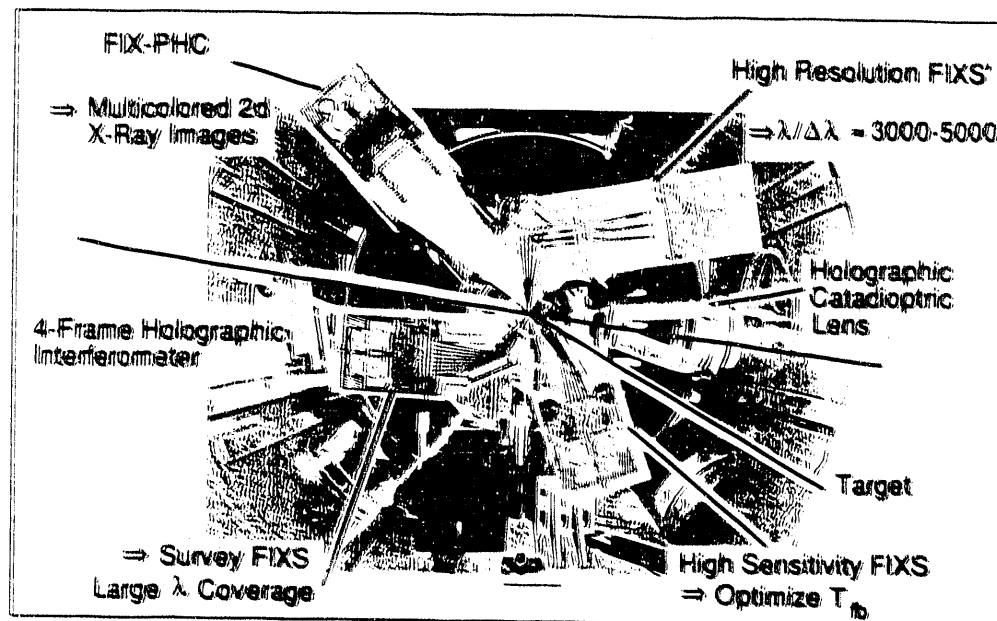 FIX-PHC
⇒ Multicolored 2d
X-Ray Images
High Resolution FIXS*
⇒ λ/Δλ = 3000-5000
Holographic
Catadioptric
Lens
4-Frame Holographic
Interferometer
Target
⇒ Survey FIXS
Large λ Coverage
High Sensitivity FIXS
⇒ Optimize T